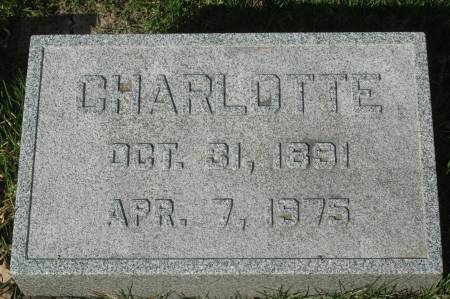 CHARLOTTE
OCT. 31, 1891
APR. 7, 1975